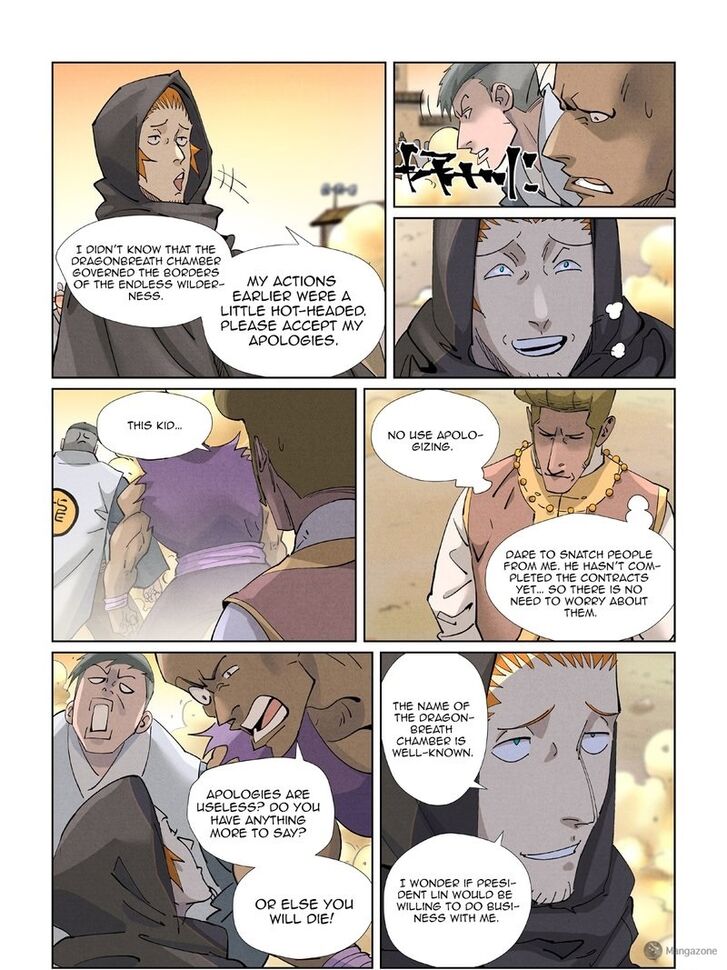 I DIDN'T KNOW THAT THE
DRAGONBREATH CHAMBER
GOVERNED THE BORDERS
OF THE ENDLESS WILDER-
NESS.
MY ACTIONS
EARLIER WERE A
LITTLE HOT-HEADED.
PLEASE ACCEPT MY
APOLOGIES.
THIS KID...
NO USE APOLO-
GIZING.
DARE TO SNATCH PEOPLE
FROM ME. HE HASN'T COM-
PLETED THE CONTRACTS
YET... SO THERE IS NO
NEED TO WORRY ABOUT
THEM.
APOLOGIES ARE
USELESS? DO YOU
HAVE ANYTHING
MORE TO SAY?
OR ELSE YOU
WILL DIE!
THE NAME OF
THE DRAGON-
BREATH
CHAMBER IS
WELL-KNOWN.
I WONDER IF PRESI-
DENT LIN WOULD BE
WILLING TO DO BUSI-
NESS WITH ME.
Mangazone